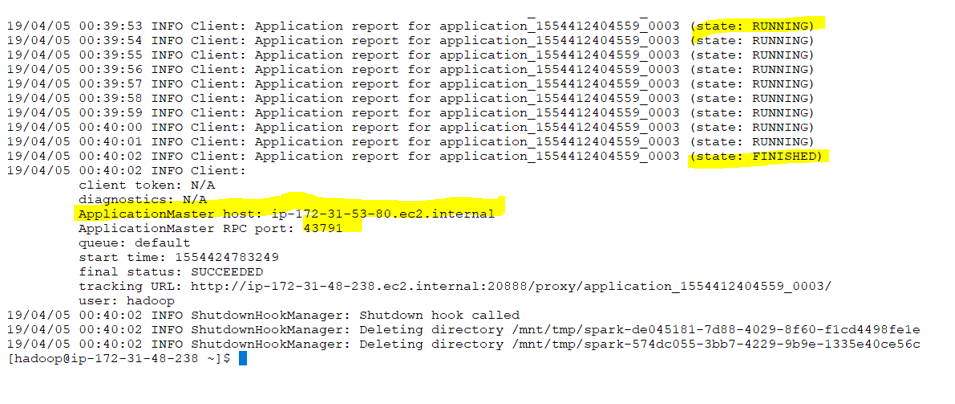 19/04/05 00:39:53 INFO Client: Application report for application_1554412404559_0003 (state: RUNNING)
19/04/05 00:39:54 INFO Client: Application report for application_1554412404559_0003 (state: RUNNING)
19/04/05 00:39:55 INFO Client: Application report for application_1554412404559_0003 (state: RUNNING)
19/04/05 00:39:56 INFO Client: Application report for application_1554412404559_0003 (state: RUNNING)
19/04/05 00:39:57 INFO Client: Application report for application_1554412404559_0003 (state: RUNNING)
19/04/05 00:39:58 INFO Client: Application report for application_1554412404559_0003 (state: RUNNING)
19/04/05 00:39:59 INFO Client: Application report for application_1554412404559_0003 (state: RUNNING)
19/04/05 00:40:00 INFO Client: Application report for application_1554412404559_0003 (state: RUNNING)
19/04/05 00:40:01 INFO Client: Application report for application_1554412404559_0003 (state: RUNNING)
19/04/05 00:40:02 INFO Client: Application report for application_1554412404559_0003 (state: FINISHED)
19/04/05 00:40:02 INFO Client:
client token: N/A
diagnostics: N/A
ApplicationMaster host: ip-172-31-53-80.ec2.internal
ApplicationMaster RPC port: 43791
queue: default
start time: 1554424783249
final status: SUCCEEDED
tracking URL: http://ip-172-31-48-238.ec2.internal:20888/proxy/application_1554412404559_0003/
user: hadoop
19/04/05 00:40:02 INFO ShutdownHookManager: Shutdown hook called
19/04/05 00:40:02 INFO ShutdownHookManager: Deleting directory /mnt/tmp/spark-de045181-7d88-4029-8f60-f1cd4498fe1e
19/04/05 00:40:02 INFO ShutdownHookManager: Deleting directory /mnt/tmp/spark-574dc055-3bb7-4229-9b9e-1335e40ce56c
[hadoop@ip-172-31-48-238 ~]$